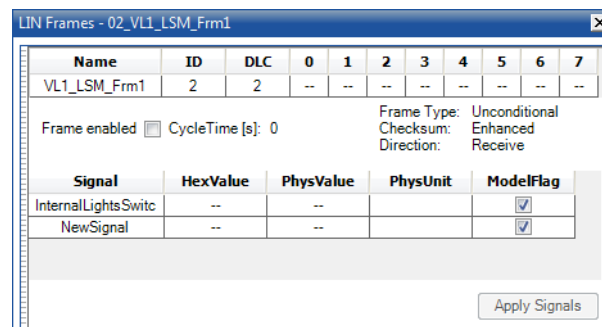 LIN Frames - 02_VL1_LSM_Frm1
Name ID DLC 0 1 2 3 4 5 6 7
VL1_LSM_Frm1 2 2 -- -- -- -- -- -- -- --
Frame enabled CycleTime [s]: 0 Frame Type: Unconditional
Checksum: Enhanced
Direction: Receive
Signal HexValue PhysValue PhysUnit ModelFlag
InternalLightsSwitc -- --
NewSignal -- --
Apply Signals